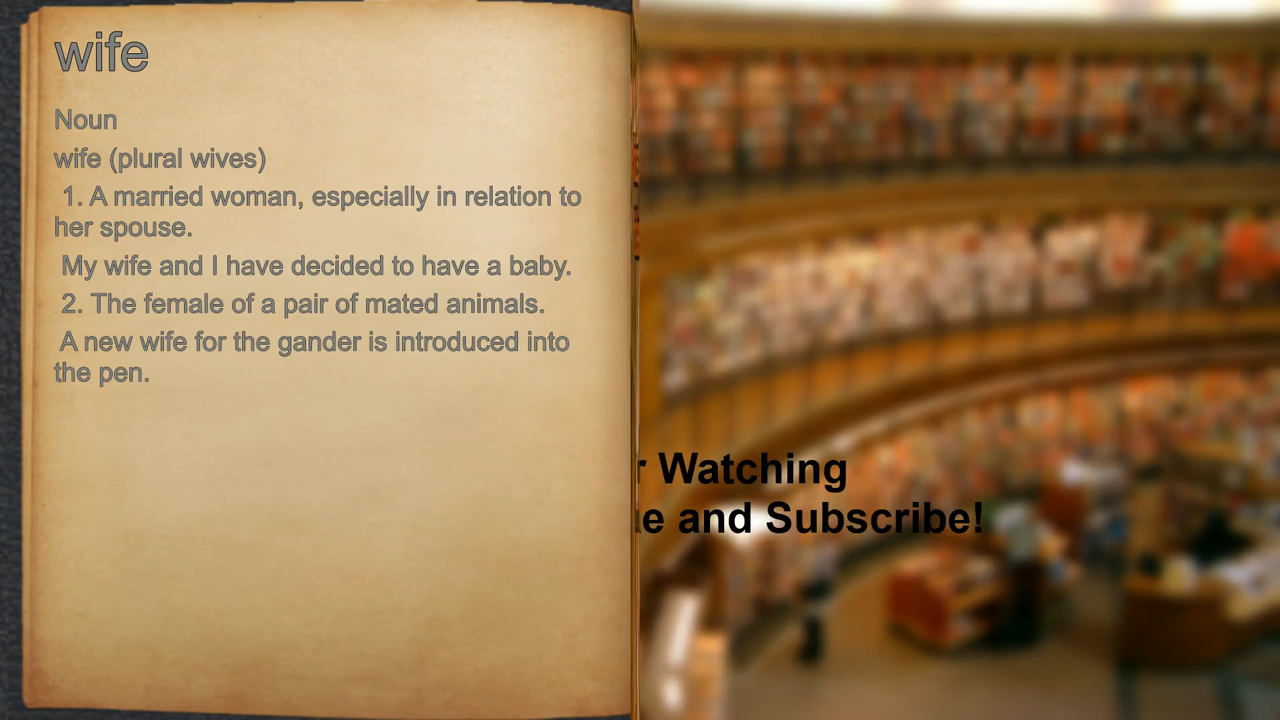 wife
Noun
wife (plural wives)
1. A married woman, especially in relation to
her spouse.
My wife and I have decided to have a baby.
2. The female of a pair of mated animals.
A new wife for the gander is introduced into
the pen.
Watching
and Subscribe!